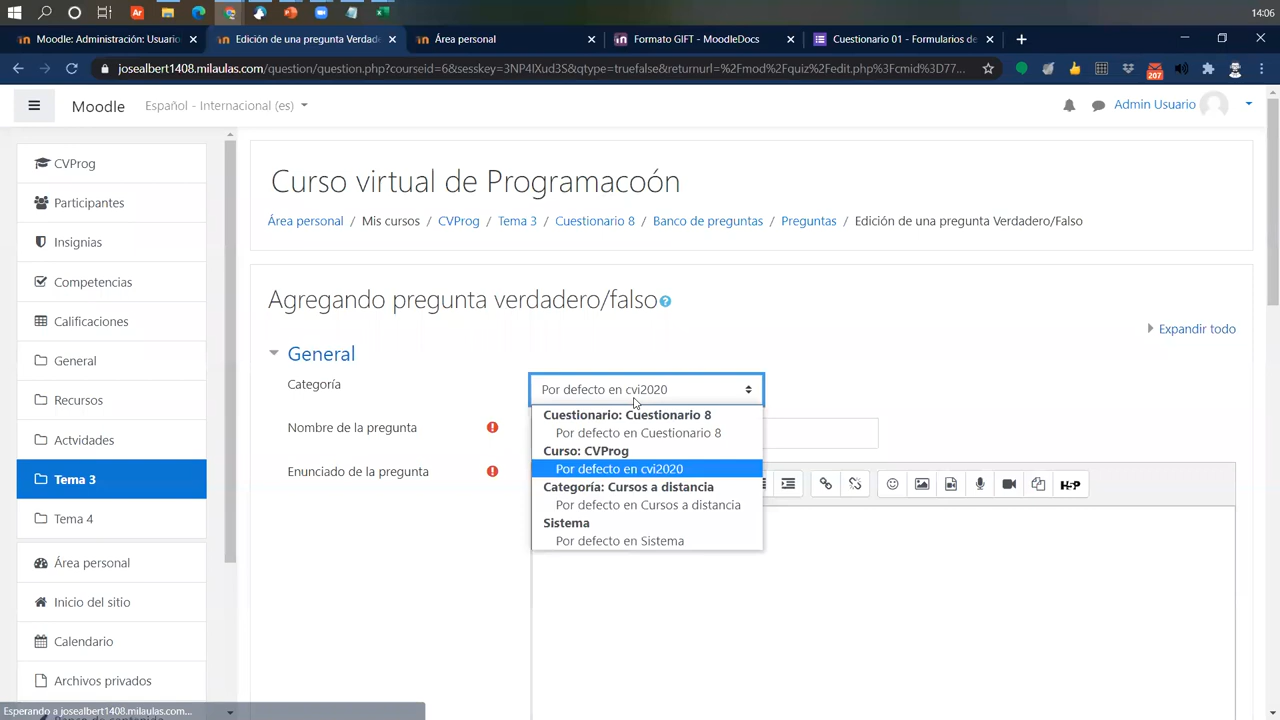 14:06
Moodle: Administración: Usuario
Edición de una pregunta Verdade
Área personal
Formato GIFT - MoodleDocs
Cuestionario 01 - Formularios de
josealbert1408.milaulas.com/question/question.php?courseid=6&sesskey=3NP4lXud3S&qtype=truefalse&returnurl=%2Fmod%2Fquiz%2Fedit.php%3Fcmid%3D77...
207
Moodle
Español - Internacional (es)
Admin Usuario
CVProg
Participantes
Insignias
Competencias
Calificaciones
General
Recursos
Actvidades
Tema 3
Tema 4
Área personal
Inicio del sitio
Calendario
Archivos privados
Esperando a josealbert1408.milaulas.com...
Curso virtual de Programacoón
Área personal / Mis cursos / CVProg / Tema 3 / Cuestionario 8 / Banco de preguntas / Preguntas / Edición de una pregunta Verdadero/Falso
Agregando pregunta verdadero/falso
Expandir todo
General
Categoría
Por defecto en cvi2020
Cuestionario: Cuestionario 8
Por defecto en Cuestionario 8
Curso: CVProg
Por defecto en cvi2020
Categoría: Cursos a distancia
Por defecto en Cursos a distancia
Sistema
Por defecto en Sistema
Nombre de la pregunta
Enunciado de la pregunta
H-P